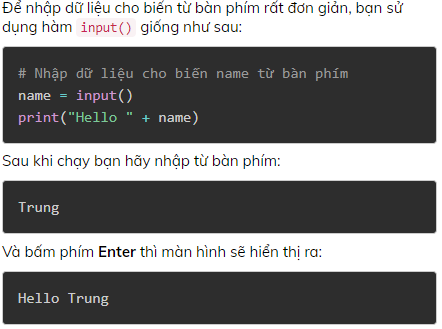 Để nhập dữ liệu cho biến từ bàn phím rất đơn giản, bạn sử
dụng hàm input() giống như sau:
# Nhập dữ liệu cho biến name từ bàn phím
name = input()
print("Hello " + name)
Sau khi chạy bạn hãy nhập từ bàn phím:
Trung
Và bấm phím Enter thì màn hình sẽ hiển thị ra:
Hello Trung